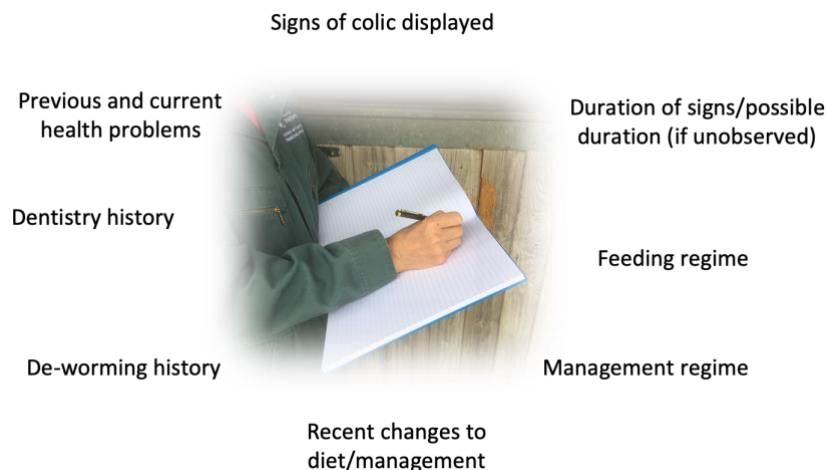 Signs of colic displayed
Previous and current
health problems
Duration of signs/possible
duration (if unobserved)
Dentistry history
Feeding regime
De-worming history
Management regime
Recent changes to
diet/management